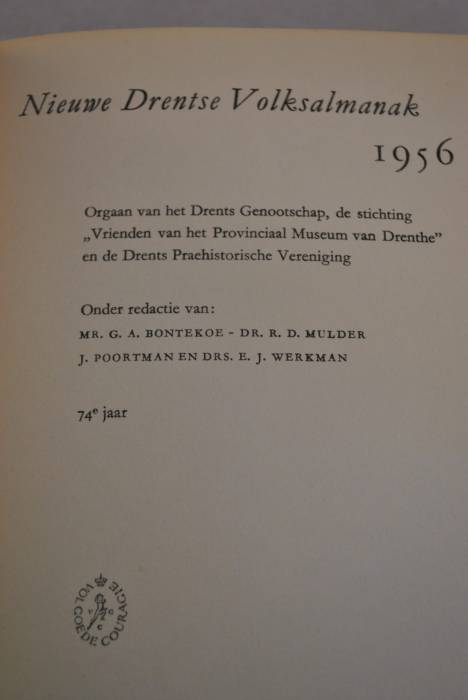 Nieuwe Drentse Volksalmanak
1956
Orgaan van het Drents Genootschap, de stichting
„Vrienden van het Provinciaal Museum van Drenthe”
en de Drents Praehistorische Vereniging
Onder redactie van:
MR. G. A. BONTEKOE - DR. R. D. MULDER
J. POORTMAN EN DRS. E. J. WERKMAN
74e jaar
VOL GOEDE COURAGIE